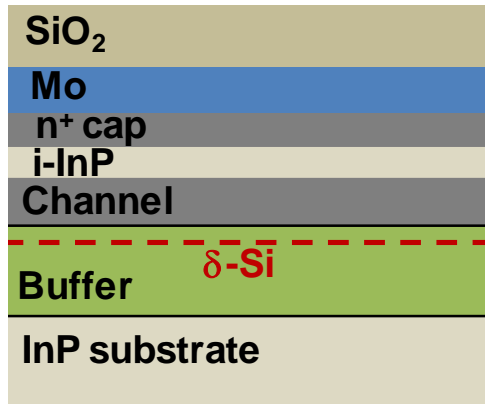 SiO₂
Mo
n⁺ cap
i-InP
Channel
δ-Si
Buffer
InP substrate